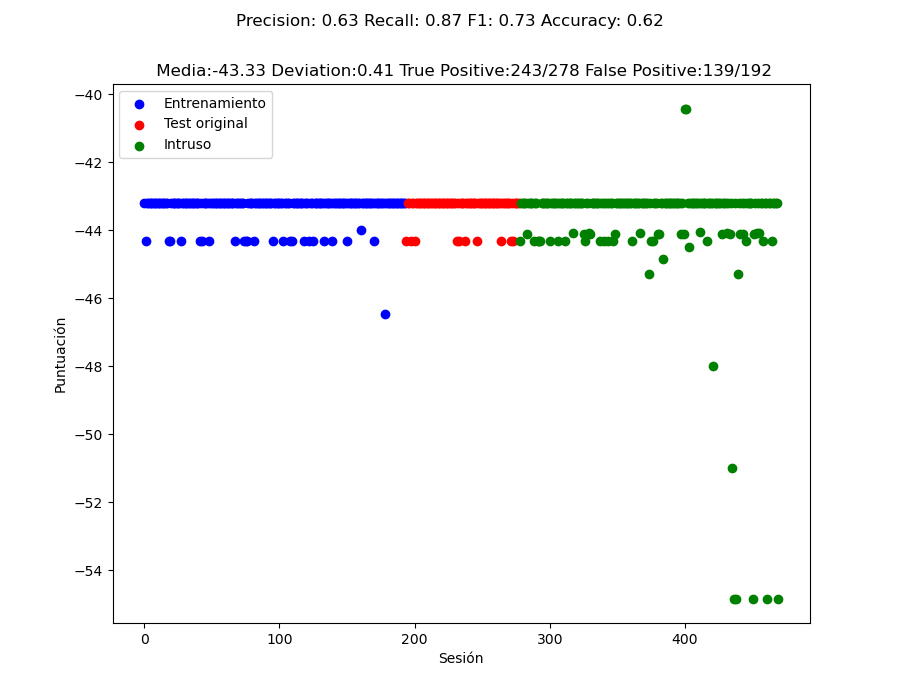 Precision: 0.63 Recall: 0.87 F1: 0.73 Accuracy: 0.62
Media:-43.33 Deviation:0.41 True Positive:243/278 False Positive:139/192
Entrenamiento
Test original
Intruso
−40
−42
−44
−46
−48
−50
−52
−54
Puntuación
0 100 200 300 400
Sesión